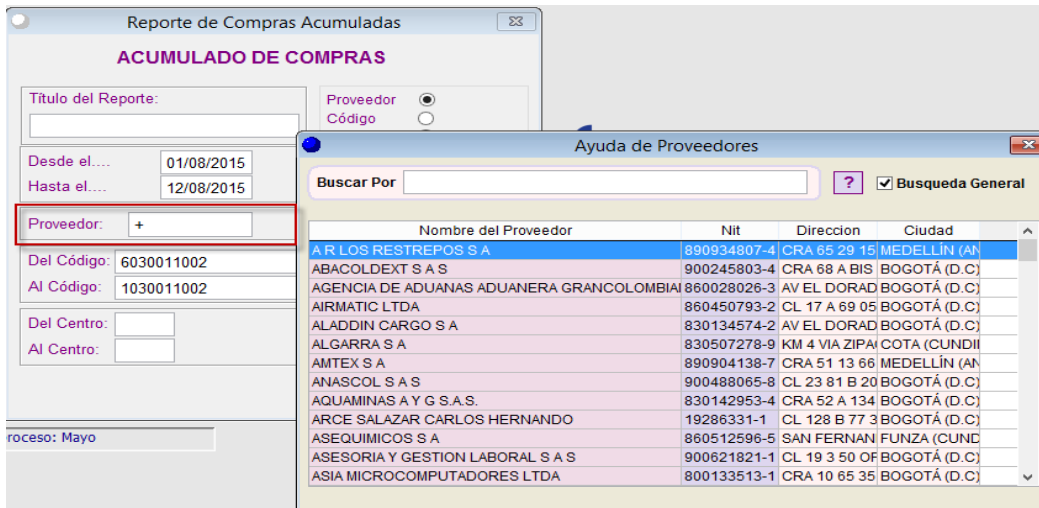 Reporte de Compras Acumuladas
ACUMULADO DE COMPRAS
Título del Reporte:
Proveedor
Código
Desde el.... 01/08/2015
Hasta el.... 12/08/2015
Proveedor: +
Del Código: 6030011002
Al Código: 1030011002
Del Centro:
Al Centro:
roceso: Mayo
Ayuda de Proveedores
Buscar Por ? Busqueda General
Nombre del Proveedor Nit Direccion Ciudad
A R LOS RESTREPOS S A 890934807-4 CRA 65 29 15 MEDELLÍN (AN
ABACOLDEXT S A S 900245803-4 CRA 68 A BIS BOGOTÁ (D.C)
AGENCIA DE ADUANAS ADUANERA GRANCOLOMBIAI 860028026-3 AV EL DORAD BOGOTÁ (D.C)
AIRMATIC LTDA 860450793-2 CL 17 A 69 05 BOGOTÁ (D.C)
ALADDIN CARGO S A 830134574-2 AV EL DORAD BOGOTÁ (D.C)
ALGARRA S A 830507278-9 KM 4 VIA ZIPA COTA (CUNDI
AMTEX S A 890904138-7 CRA 51 13 66 MEDELLÍN (AN
ANASCOL S A S 900488065-8 CL 23 81 B 20 BOGOTÁ (D.C)
AQUAMINAS A Y G S.A.S. 830142953-4 CRA 52 A 134 BOGOTÁ (D.C)
ARCE SALAZAR CARLOS HERNANDO 19286331-1 CL 128 B 77 3 BOGOTÁ (D.C)
ASEQUIMICOS S A 860512596-5 SAN FERNAN FUNZA (CUND
ASESORIA Y GESTION LABORAL S A S 900621821-1 CL 19 3 50 OF BOGOTÁ (D.C)
ASIA MICROCOMPUTADORES LTDA 800133513-1 CRA 10 65 35 BOGOTÁ (D.C)